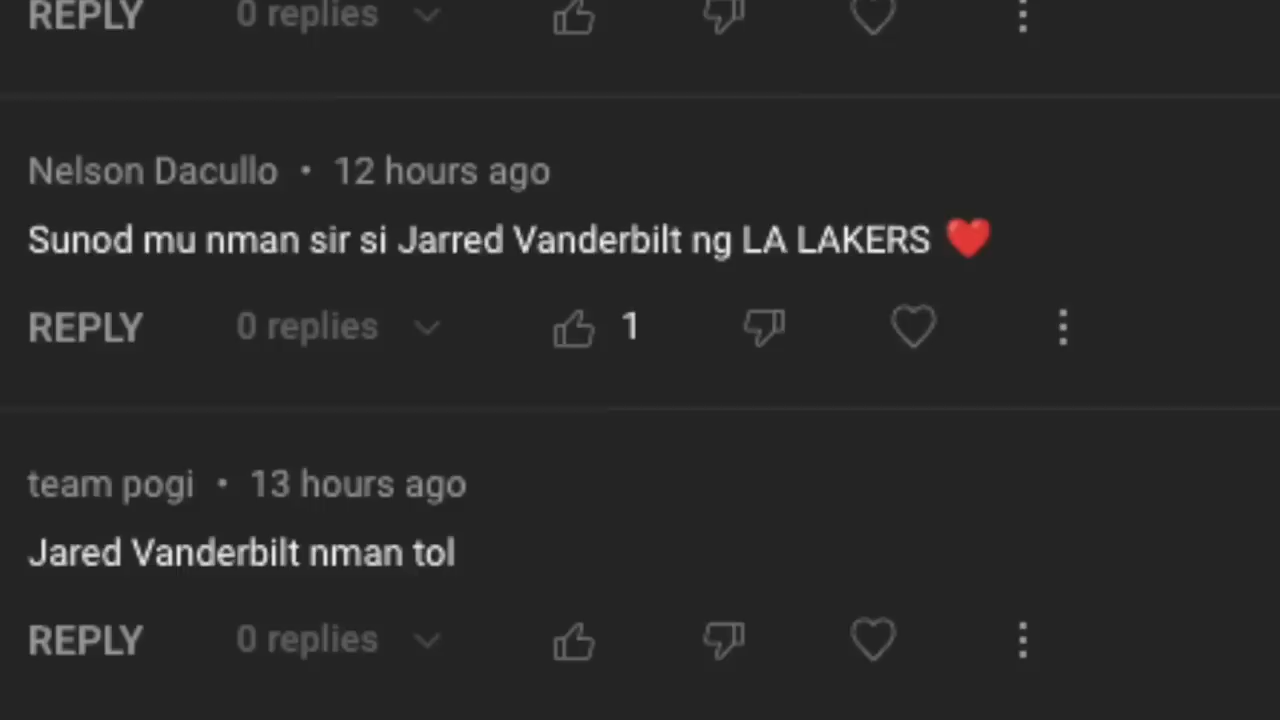 REPLY 0 replies
Nelson Dacullo • 12 hours ago
Sunod mu nman sir si Jarred Vanderbilt ng LA LAKERS ❤️
REPLY 0 replies 1
team pogi • 13 hours ago
Jared Vanderbilt nman tol
REPLY 0 replies